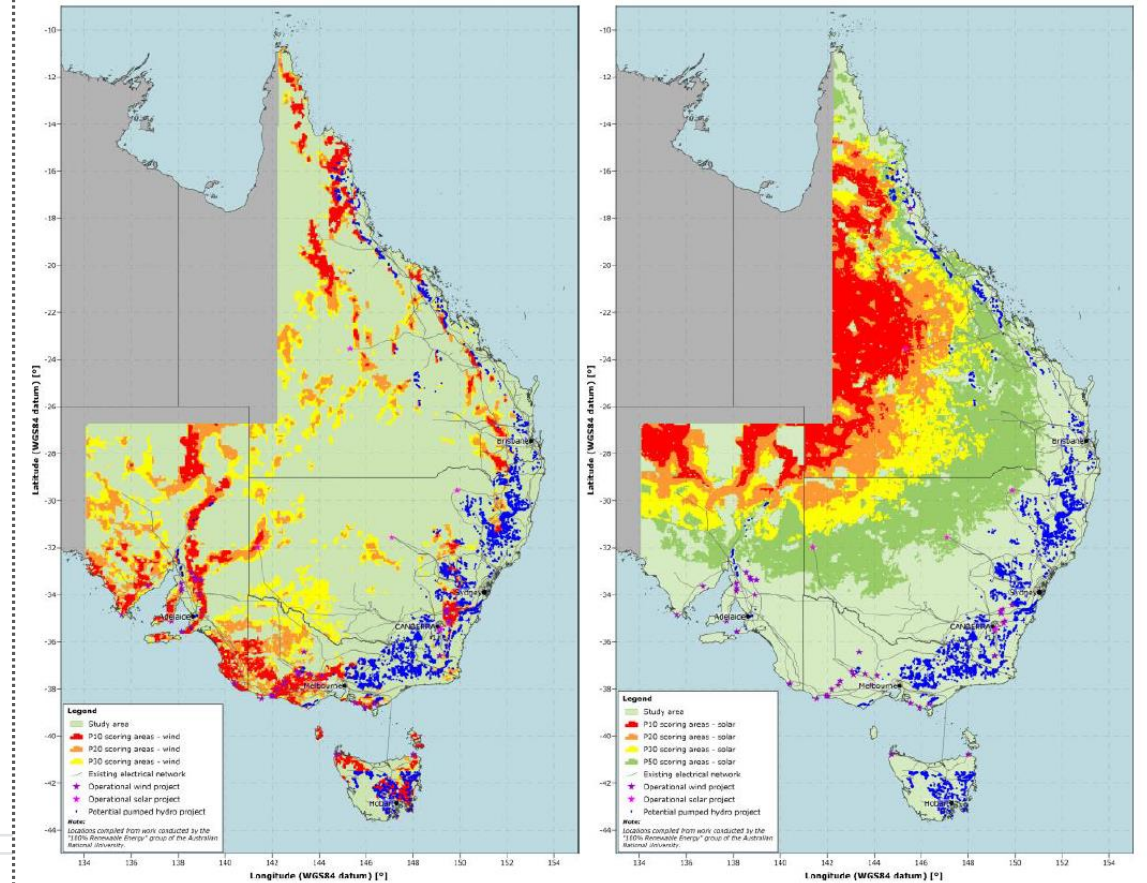 -10
-12
-14
-16
-18
-20
-22
-24
-26
-28
-30
-32
-34
-36
-38
-40
-42
-44
Latitude (WGS84 datum) [°]
Brisbane
Sydney
Adelaide
CANBERRA
Melbourne
Hobart
Legend
Study area
P10 scoring areas - wind
P20 scoring areas - wind
P30 scoring areas - wind
Existing electrical network
Operational wind project
Operational solar project
Potential pumped hydro project
Note:
Locations compiled from work conducted by the
"100% Renewable Energy" group of the Australian
National University.
134 136 138 140 142 144 146 148 150 152 154
Longitude (WGS84 datum) [°]
-10
-12
-14
-16
-18
-20
-22
-24
-26
-28
-30
-32
-34
-36
-38
-40
-42
-44
Latitude (WGS84 datum) [°]
Brisbane
Sydney
Adelaide
CANBERRA
Melbourne
Hobart
Legend
Study area
P10 scoring areas - solar
P20 scoring areas - solar
P30 scoring areas - solar
P50 scoring areas - solar
Existing electrical network
Operational wind project
Operational solar project
Potential pumped hydro project
Note:
Locations compiled from work conducted by the
"100% Renewable Energy" group of the Australian
National University.
134 136 138 140 142 144 146 148 150 152 154
Longitude (WGS84 datum) [°]